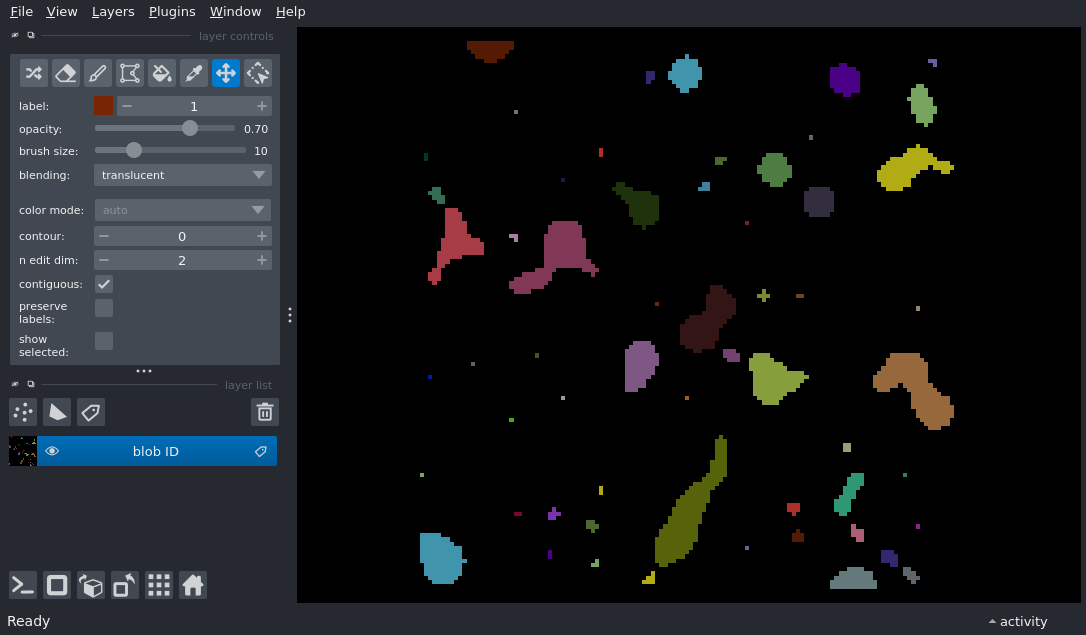 File View Layers Plugins Window Help
layer controls
label: 1
opacity: 0.70
brush size: 10
blending: translucent
color mode: auto
contour: 0
n edit dim: 2
contiguous:
preserve
labels:
show
selected:
layer list
blob ID
Ready activity